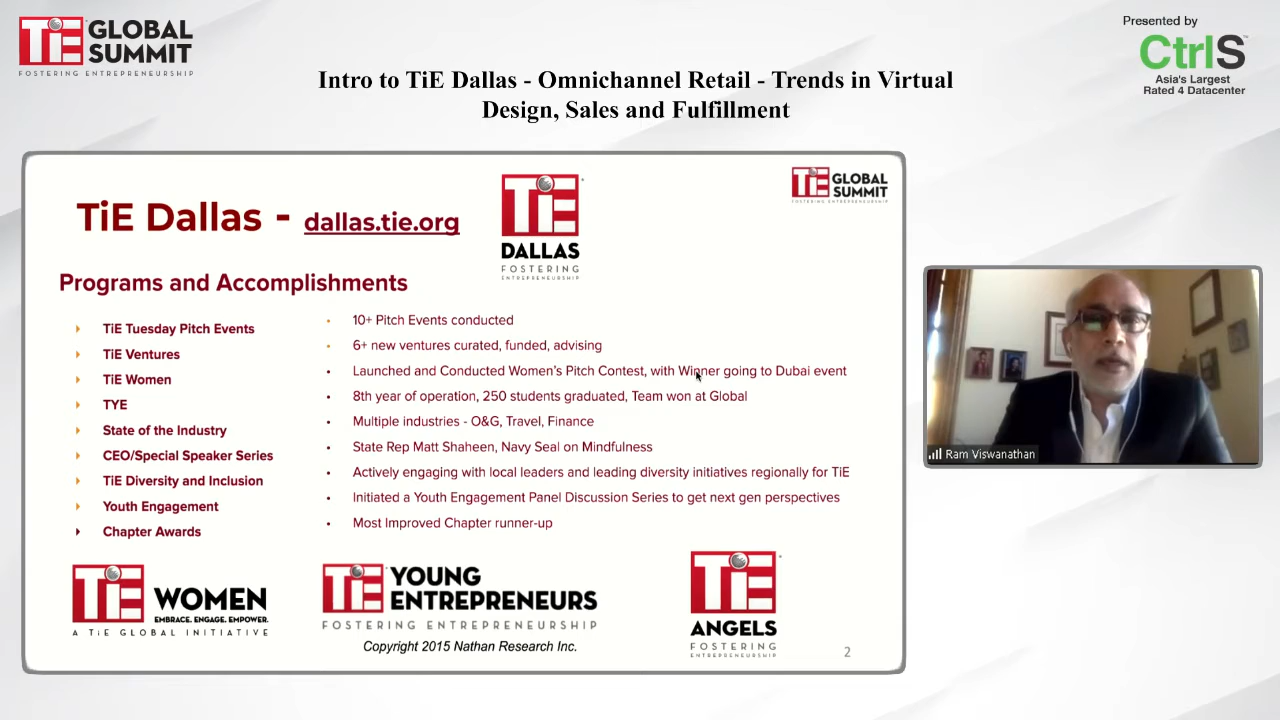 TiE GLOBAL SUMMIT
FOSTERING ENTREPRENEURSHIP
Presented by
CtrlS
Asia's Largest
Rated 4 Datacenter
Intro to TiE Dallas - Omnichannel Retail - Trends in Virtual
Design, Sales and Fulfillment
TiE Dallas - dallas.tie.org
TiE
DALLAS
FOSTERING
ENTREPRENEURSHIP
TiE GLOBAL SUMMIT
FOSTERING ENTREPRENEURSHIP
Programs and Accomplishments
TiE Tuesday Pitch Events
TiE Ventures
TiE Women
TYE
State of the Industry
CEO/Special Speaker Series
TiE Diversity and Inclusion
Youth Engagement
Chapter Awards
10+ Pitch Events conducted
6+ new ventures curated, funded, advising
Launched and Conducted Women's Pitch Contest, with Winner going to Dubai event
8th year of operation, 250 students graduated, Team won at Global
Multiple industries - O&G, Travel, Finance
State Rep Matt Shaheen, Navy Seal on Mindfulness
Actively engaging with local leaders and leading diversity initiatives regionally for TiE
Initiated a Youth Engagement Panel Discussion Series to get next gen perspectives
Most Improved Chapter runner-up
TiE WOMEN
EMBRACE. ENGAGE. EMPOWER.
A TiE GLOBAL INITIATIVE
TiE YOUNG ENTREPRENEURS
FOSTERING ENTREPRENEURSHIP
TiE
ANGELS
FOSTERING
ENTREPRENEURSHIP
Copyright 2015 Nathan Research Inc.
2
Ram Viswanathan